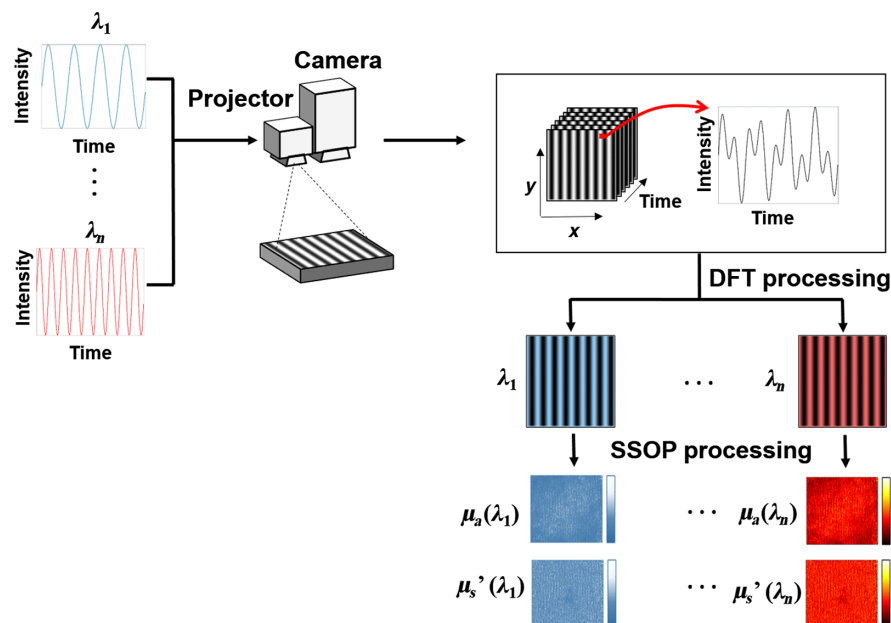 λ1
Intensity
Time
⋮
λn
Intensity
Time
Projector
Camera
y
x
Time
Intensity
Time
DFT processing
λ1
· · ·
λn
SSOP processing
μa(λ1)
· · ·
μa(λn)
μs’(λ1)
· · ·
μs’(λn)